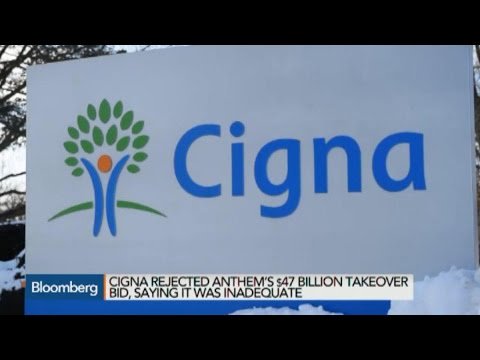 Cigna
Bloomberg
CIGNA REJECTED ANTHEM'S $47 BILLION TAKEOVER
BID, SAYING IT WAS INADEQUATE